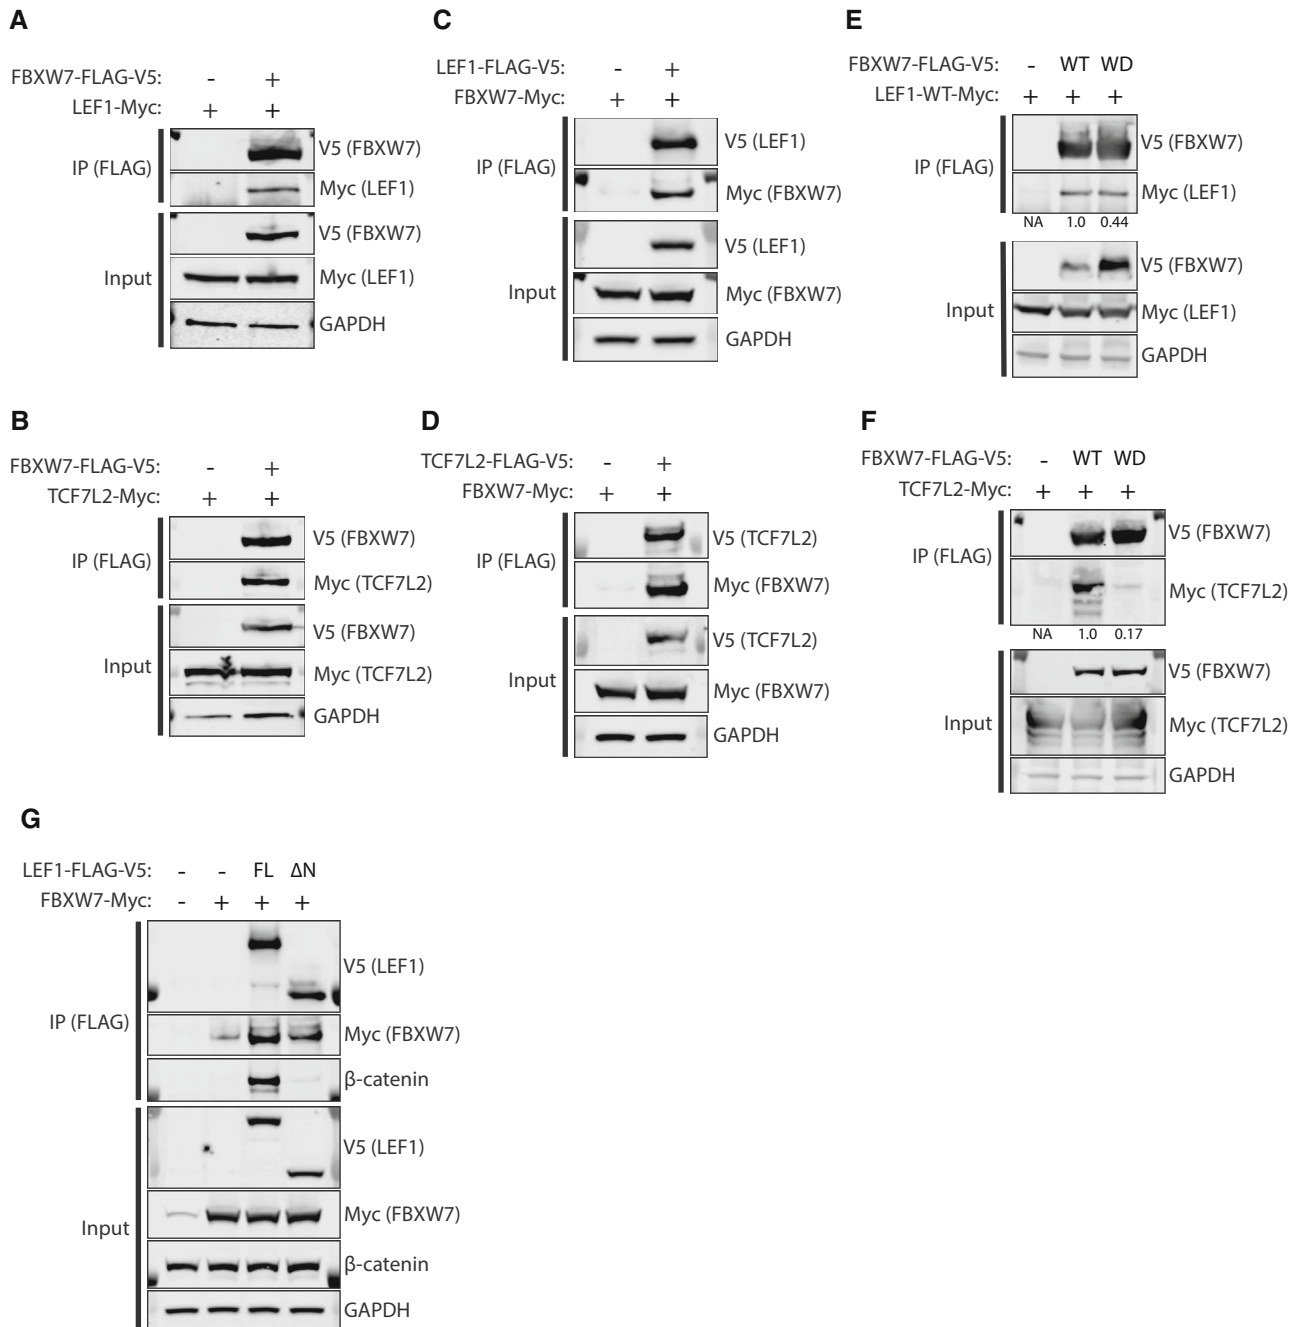 A
FBXW7-FLAG-V5: - +
LEF1-Myc: + +
IP (FLAG)
V5 (FBXW7)
Myc (LEF1)
Input
V5 (FBXW7)
Myc (LEF1)
GAPDH
B
FBXW7-FLAG-V5: - +
TCF7L2-Myc: + +
IP (FLAG)
V5 (FBXW7)
Myc (TCF7L2)
Input
V5 (FBXW7)
Myc (TCF7L2)
GAPDH
C
LEF1-FLAG-V5: - +
FBXW7-Myc: + +
IP (FLAG)
V5 (LEF1)
Myc (FBXW7)
Input
V5 (LEF1)
Myc (FBXW7)
GAPDH
D
TCF7L2-FLAG-V5: - +
FBXW7-Myc: + +
IP (FLAG)
V5 (TCF7L2)
Myc (FBXW7)
Input
V5 (TCF7L2)
Myc (FBXW7)
GAPDH
E
FBXW7-FLAG-V5: - WT WD
LEF1-WT-Myc: + + +
IP (FLAG)
V5 (FBXW7)
Myc (LEF1)
NA 1.0 0.44
Input
V5 (FBXW7)
Myc (LEF1)
GAPDH
F
FBXW7-FLAG-V5: - WT WD
TCF7L2-Myc: + + +
IP (FLAG)
V5 (FBXW7)
Myc (TCF7L2)
NA 1.0 0.17
Input
V5 (FBXW7)
Myc (TCF7L2)
GAPDH
G
LEF1-FLAG-V5: - - FL ΔN
FBXW7-Myc: - + + +
IP (FLAG)
V5 (LEF1)
Myc (FBXW7)
β-catenin
Input
V5 (LEF1)
Myc (FBXW7)
β-catenin
GAPDH